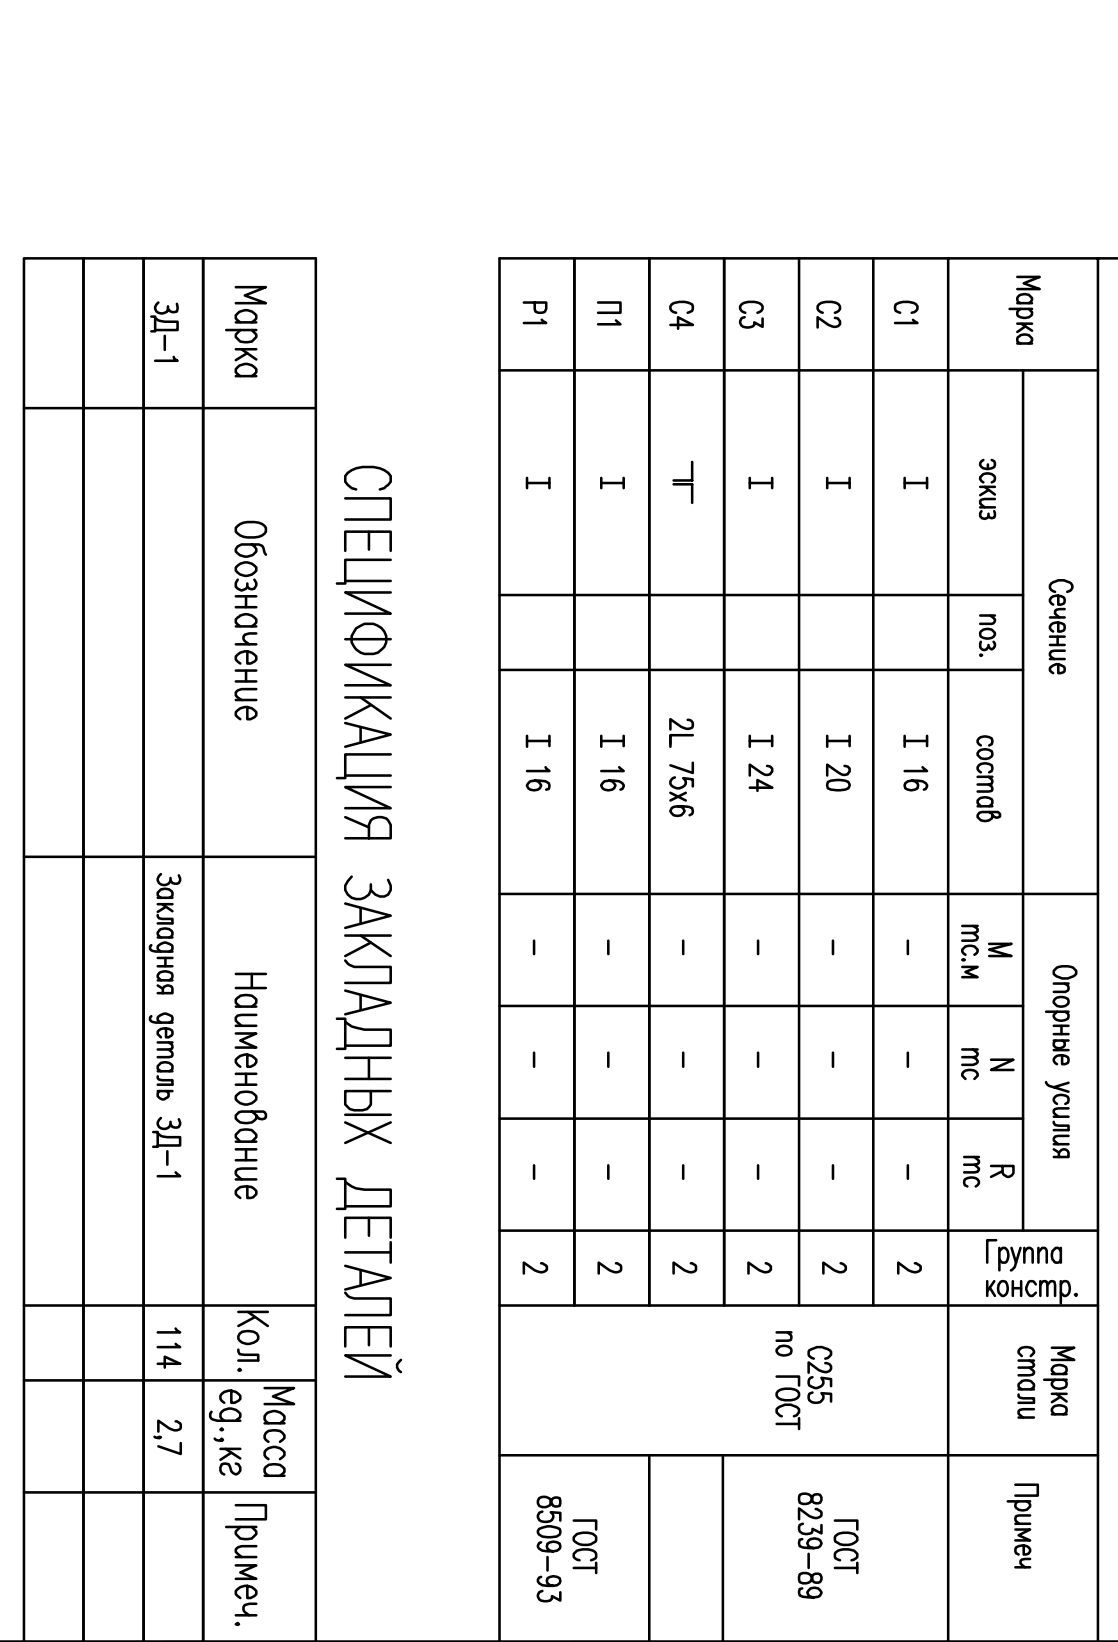 Марка
Сечение
Опорные усилия
Группа
констр.
Марка
стали
Примеч
эскиз
поз.
состав
М
тс.м
N
тс
R
тс
С1
I
I 16
-
-
-
2
С255
по ГОСТ
ГОСТ
8239-89
С2
I
I 20
-
-
-
2
С3
I
I 24
-
-
-
2
С4
2L 75x6
-
-
-
2
П1
I
I 16
-
-
-
2
ГОСТ
8509-93
Р1
I
I 16
-
-
-
2
СПЕЦИФИКАЦИЯ ЗАКЛАДНЫХ ДЕТАЛЕЙ
Марка
Обозначение
Наименование
Кол.
Масса
ед.,кг
Примеч.
ЗД-1
Закладная деталь ЗД-1
114
2,7